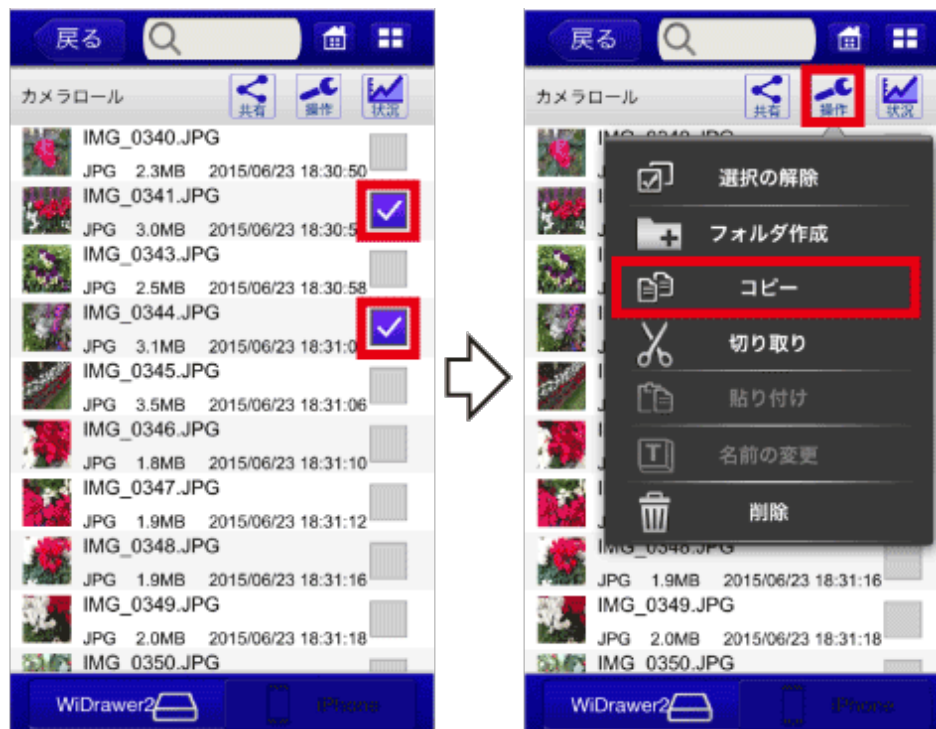 戻る
カメラロール
共有
操作
状況
IMG_0340.JPG
JPG 2.3MB 2015/06/23 18:30:50
IMG_0341.JPG
JPG 3.0MB 2015/06/23 18:30:5
IMG_0343.JPG
JPG 2.5MB 2015/06/23 18:30:58
IMG_0344.JPG
JPG 3.1MB 2015/06/23 18:31:0
IMG_0345.JPG
JPG 3.5MB 2015/06/23 18:31:06
IMG_0346.JPG
JPG 1.8MB 2015/06/23 18:31:10
IMG_0347.JPG
JPG 1.9MB 2015/06/23 18:31:12
IMG_0348.JPG
JPG 1.9MB 2015/06/23 18:31:16
IMG_0349.JPG
JPG 2.0MB 2015/06/23 18:31:18
IMG_0350.JPG
WiDrawer2
iPhone
戻る
カメラロール
共有
操作
状況
選択の解除
フォルダ作成
コピー
切り取り
貼り付け
名前の変更
削除
IMG_0348.JPG
JPG 1.9MB 2015/06/23 18:31:16
IMG_0349.JPG
JPG 2.0MB 2015/06/23 18:31:18
IMG_0350.JPG
WiDrawer2
iPhone